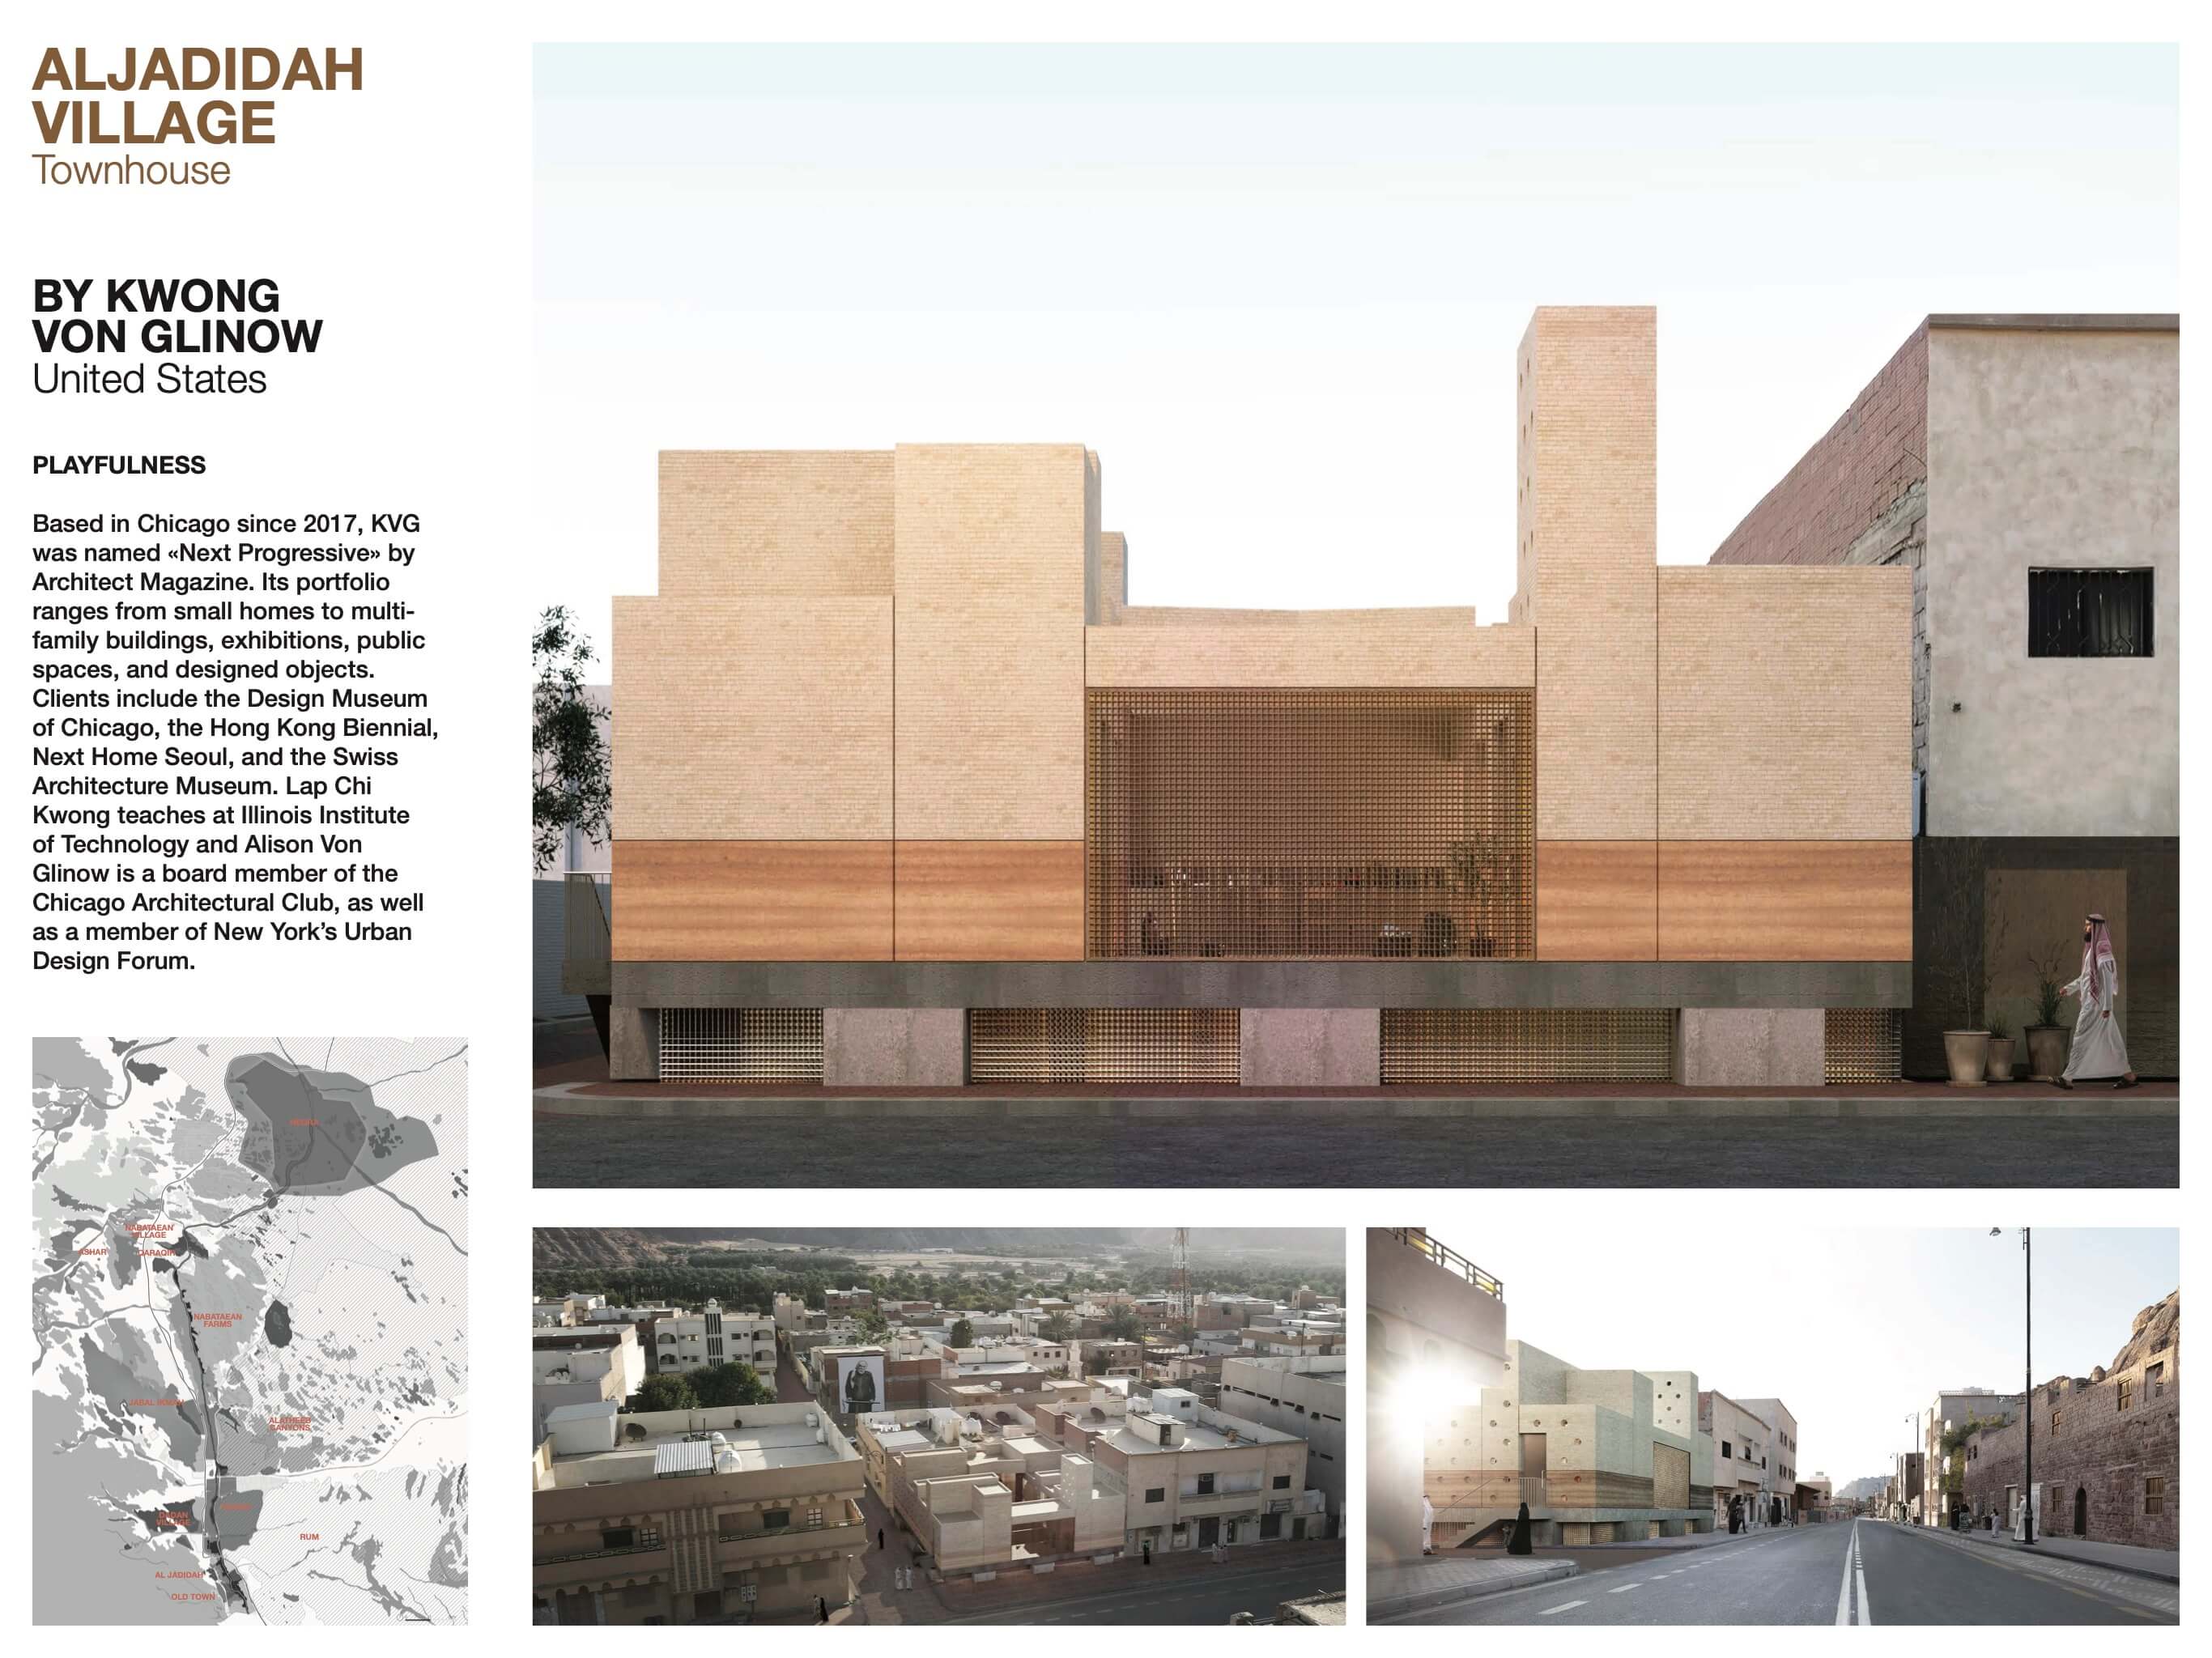 ALJADIDAH
VILLAGE
Townhouse
BY KWONG
VON GLINOW
United States
PLAYFULNESS
Based in Chicago since 2017, KVG
was named «Next Progressive» by
Architect Magazine. Its portfolio
ranges from small homes to multi-
family buildings, exhibitions, public
spaces, and designed objects.
Clients include the Design Museum
of Chicago, the Hong Kong Biennial,
Next Home Seoul, and the Swiss
Architecture Museum. Lap Chi
Kwong teaches at Illinois Institute
of Technology and Alison Von
Glinow is a board member of the
Chicago Architectural Club, as well
as a member of New York’s Urban
Design Forum.
HEGRA
NABATAEAN
VILLAGE
ASHAR
QARAQIR
NABATAEAN
FARMS
JABAL
ALATHEEB
CANYONS
DADAN
VILLAGE
RUM
AL JADIDAH
OLD TOWN